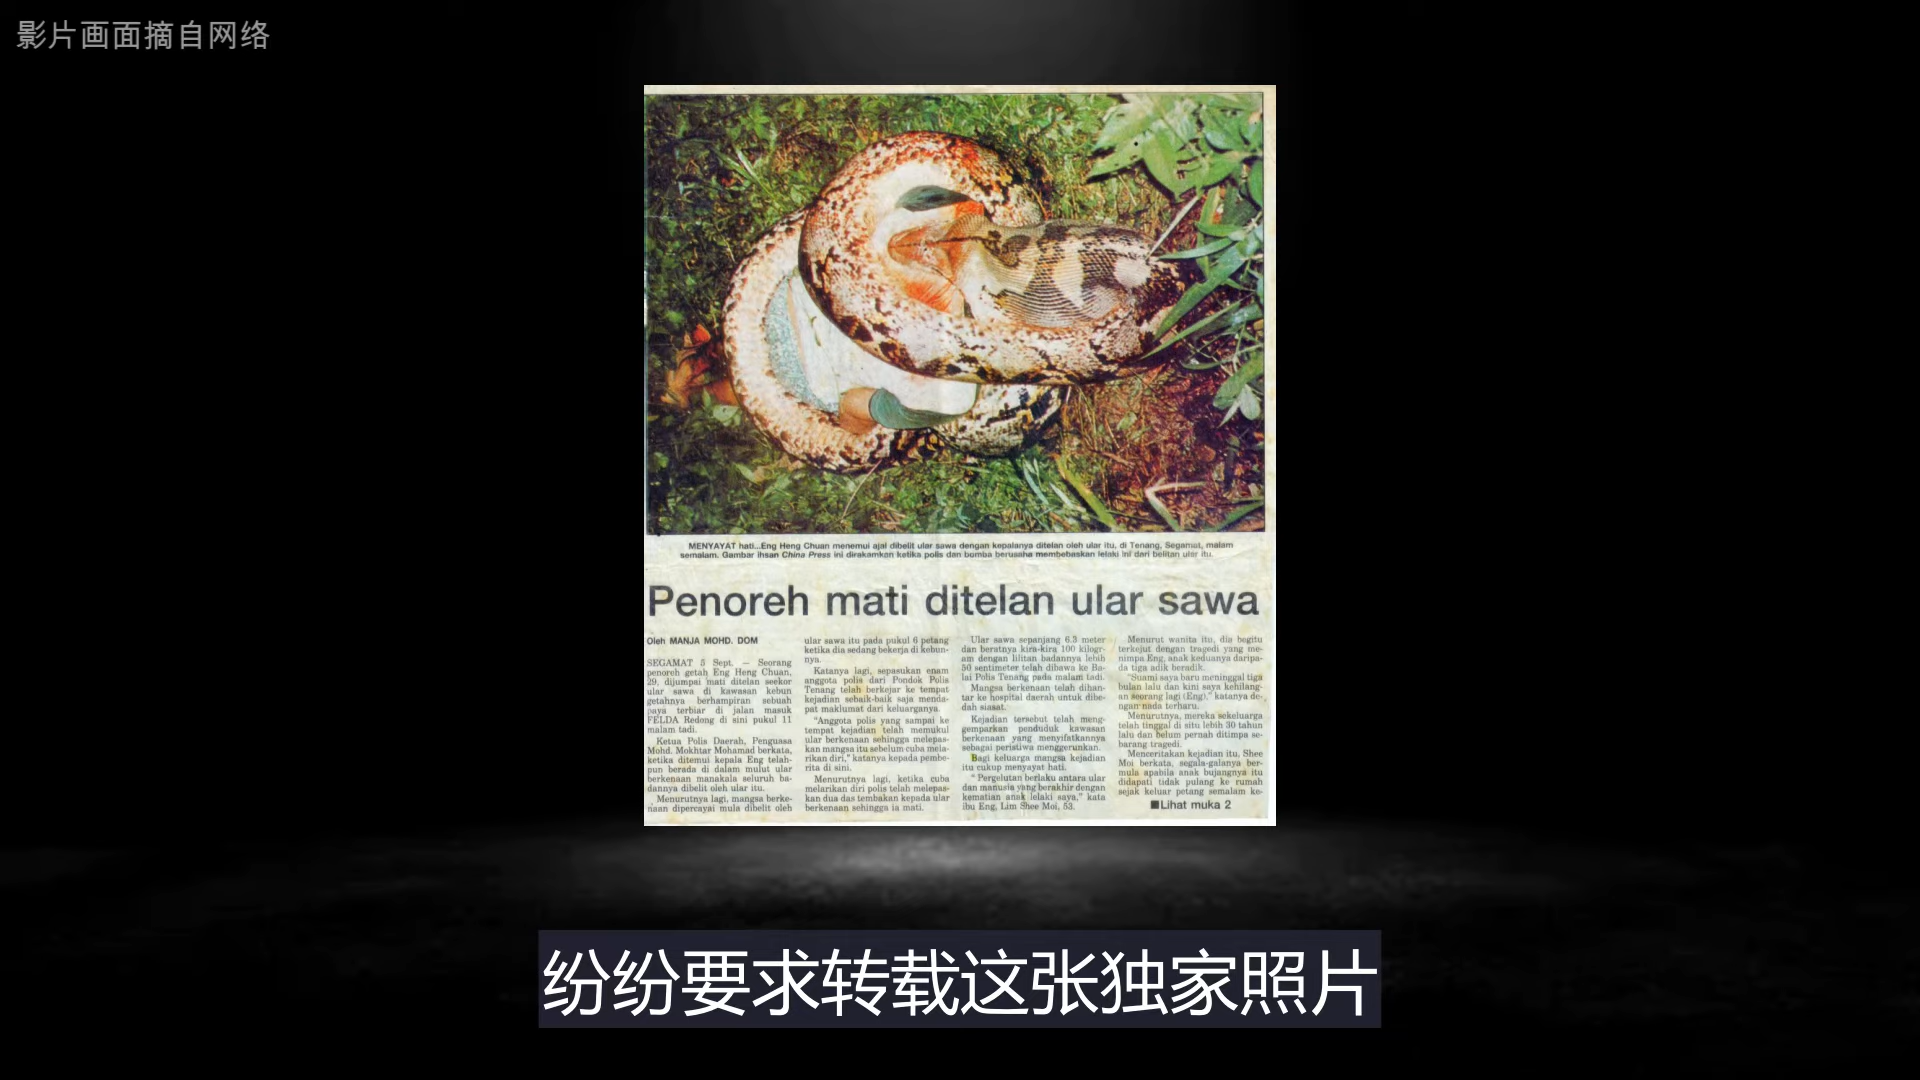 影片画面摘自网络
MENYAYAT hati...Eng Heng Chuan menemui ajal dibelit ular sawa dengan kepalanya ditelan oleh ular itu, di Tenang, Segamat, malam
semalam. Gambar ihsan China Press ini dirakamkan ketika polis dan bomba berusaha membebaskan lelaki ini dari belitan ular itu.
Penoreh mati ditelan ular sawa
Oleh MANJA MOHD. DOM
SEGAMAT 5 Sept. — Seorang
penoreh getah Eng Heng Chuan,
29, dijumpai mati ditelan seekor
ular sawa di kawasan kebun
getahnya berhampiran sebuah
paya terbiar di jalan masuk
FELDA Redong di sini pukul 11
malam tadi.
Ketua Polis Daerah, Penguasa
Mohd. Mokhtar Mohamad berkata,
ketika ditemui kepala Eng telah-
pun berada di dalam mulut ular
berkenaan manakala seluruh ba-
dannya dibelit oleh ular itu.
Menurutnya lagi, mangsa berke-
naan dipercayai mula dibelit oleh
ular sawa itu pada pukul 6 petang
ketika dia sedang bekerja di kebun-
nya.
Katanya lagi, sepasukan enam
anggota polis dari Pondok Polis
Tenang telah berkejar ke tempat
kejadian sebaik-baik saja menda-
pat maklumat dari keluarganya.
"Anggota polis yang sampai ke
tempat kejadian telah memukul
ular berkenaan sehingga melepas-
kan mangsa itu sebelum cuba mela-
rikan diri," katanya kepada pembe-
rita di sini.
Menurutnya lagi, ketika cuba
melarikan diri polis telah melepas-
kan dua das tembakan kepada ular
berkenaan sehingga ia mati.
Ular sawa sepanjang 6.3 meter
dan beratnya kira-kira 100 kilogr-
am dengan lilitan badannya lebih
50 sentimeter telah dibawa ke Ba-
lai Polis Tenang pada malam tadi.
Mangsa berkenaan telah dihan-
tar ke hospital daerah untuk dibe-
dah siasat.
Kejadian tersebut telah meng-
gemparkan penduduk kawasan
berkenaan yang menyifatkannya
sebagai peristiwa menggerunkan.
Bagi keluarga mangsa kejadian
itu cukup menyayat hati.
"Pergelutan berlaku antara ular
dan manusia yang berakhir dengan
kematian anak lelaki saya," kata
ibu Eng, Lim Shee Moi, 53.
Menurut wanita itu, dia begitu
terkejut dengan tragedi yang me-
nimpa Eng, anak keduanya daripa-
da tiga adik beradik.
"Suami saya baru meninggal tiga
bulan lalu dan kini saya kehilang-
an seorang lagi (Eng)," katanya de-
ngan nada terharu.
Menurutnya, mereka sekeluarga
telah tinggal di situ lebih 30 tahun
lalu dan belum pernah ditimpa se-
barang tragedi.
Menceritakan kejadian itu, Shee
Moi berkata, segala-galanya ber-
mula apabila anak bujangnya itu
didapati tidak pulang ke rumah
sejak keluar petang semalam ke-
■Lihat muka 2
纷纷要求转载这张独家照片